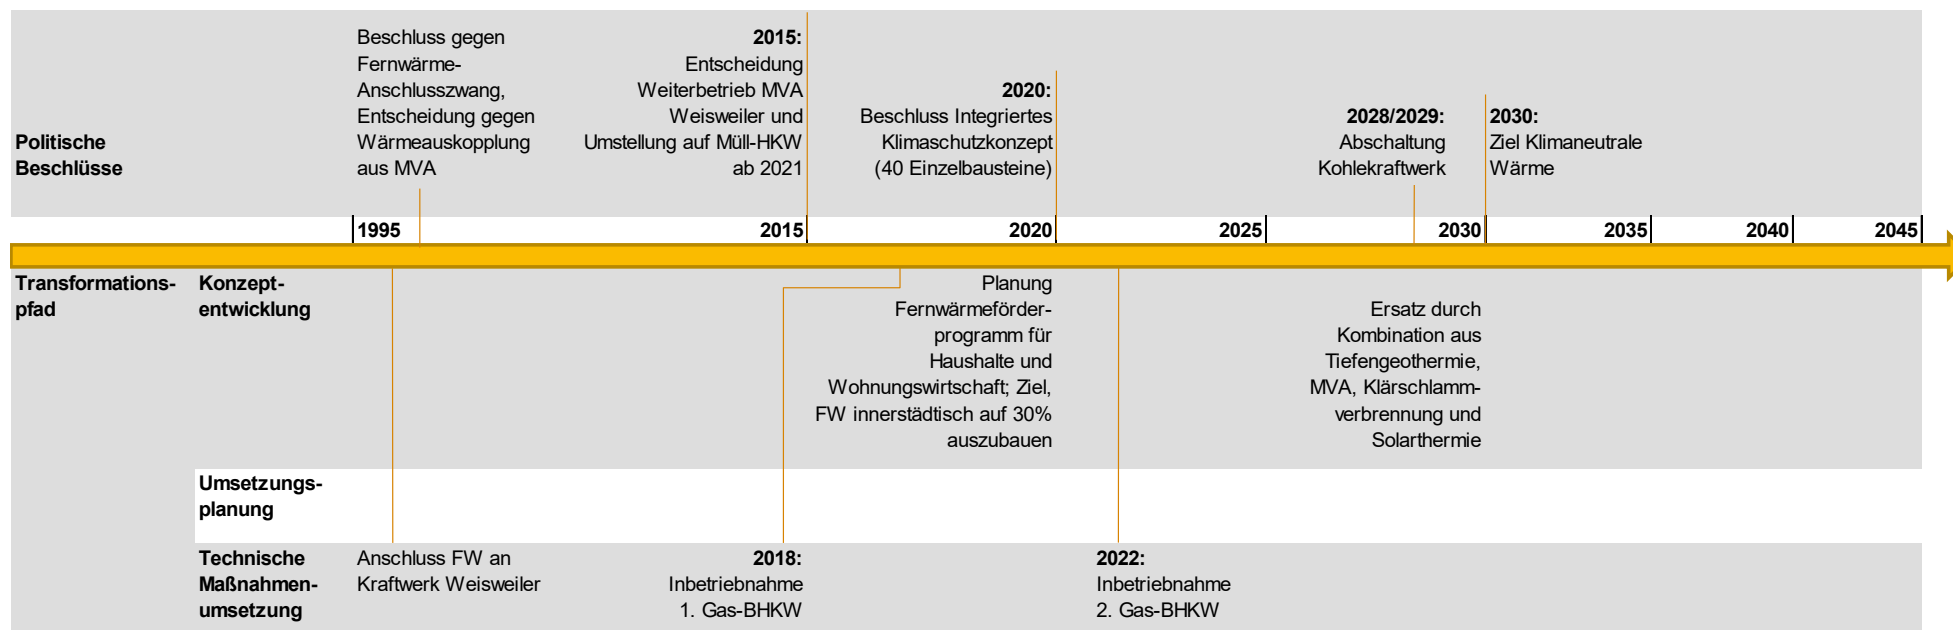 Politische
Beschlüsse
Beschluss gegen
Fernwärme-
Anschlusszwang,
Entscheidung gegen
Wärmeauskopplung
aus MVA
2015:
Entscheidung
Weiterbetrieb MVA
Weisweiler und
Umstellung auf Müll-HKW
ab 2021
2020:
Beschluss Integriertes
Klimaschutzkonzept
(40 Einzelbausteine)
2028/2029:
Abschaltung
Kohlekraftwerk
2030:
Ziel Klimaneutrale
Wärme
1995 2015 2020 2025 2030 2035 2040 2045
Transformations-
pfad
Konzept-
entwicklung
Planung
Fernwärmeförder-
programm für
Haushalte und
Wohnungswirtschaft; Ziel,
FW innerstädtisch auf 30%
auszubauen
Ersatz durch
Kombination aus
Tiefengeothermie,
MVA, Klärschlamm-
verbrennung und
Solarthermie
Umsetzungs-
planung
Technische
Maßnahmen-
umsetzung
Anschluss FW an
Kraftwerk Weisweiler
2018:
Inbetriebnahme
1. Gas-BHKW
2022:
Inbetriebnahme
2. Gas-BHKW